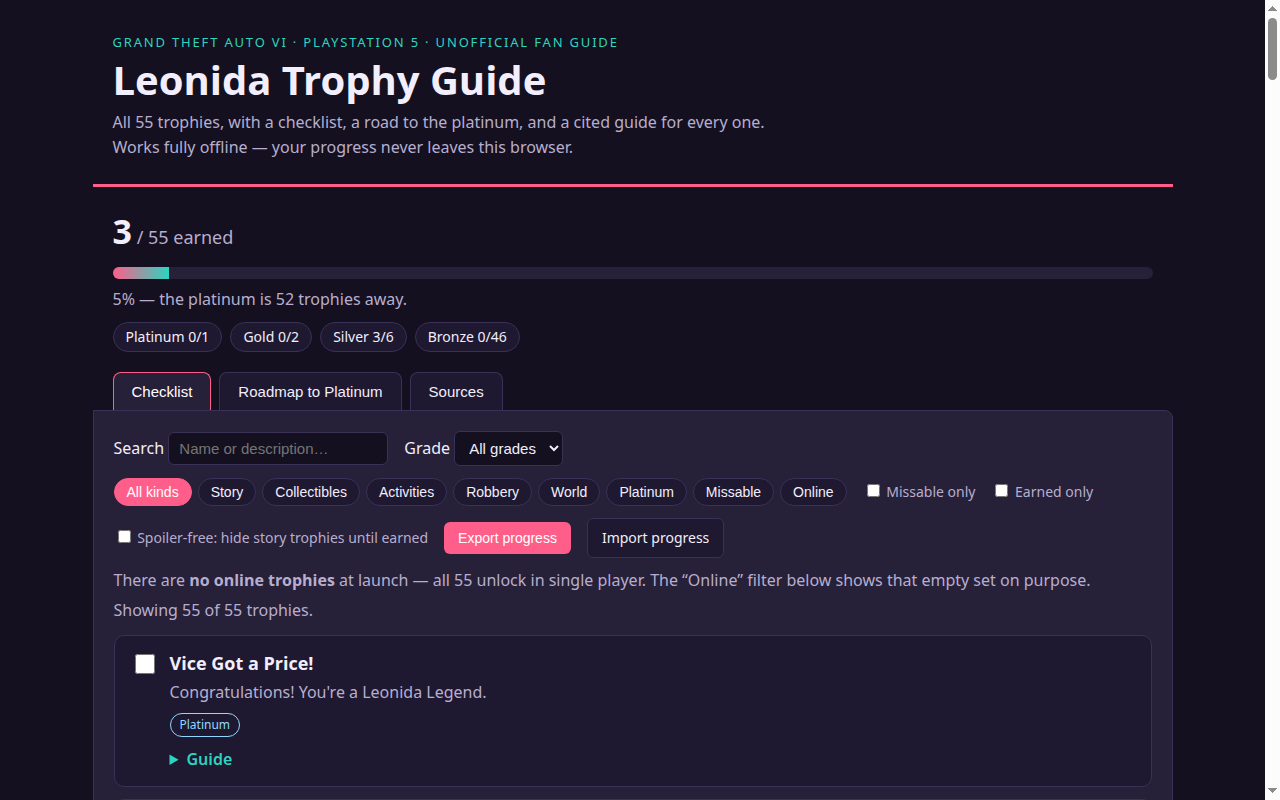 GRAND THEFT AUTO VI · PLAYSTATION 5 · UNOFFICIAL FAN GUIDE
Leonida Trophy Guide
All 55 trophies, with a checklist, a road to the platinum, and a cited guide for every one.
Works fully offline — your progress never leaves this browser.
3 / 55 earned
5% — the platinum is 52 trophies away.
Platinum 0/1 Gold 0/2 Silver 3/6 Bronze 0/46
Checklist Roadmap to Platinum Sources
Search Name or description… Grade All grades
All kinds Story Collectibles Activities Robbery World Platinum Missable Online Missable only Earned only
Spoiler-free: hide story trophies until earned Export progress Import progress
There are no online trophies at launch — all 55 unlock in single player. The “Online” filter below shows that empty set on purpose.
Showing 55 of 55 trophies.
Vice Got a Price!
Congratulations! You're a Leonida Legend.
Platinum
Guide